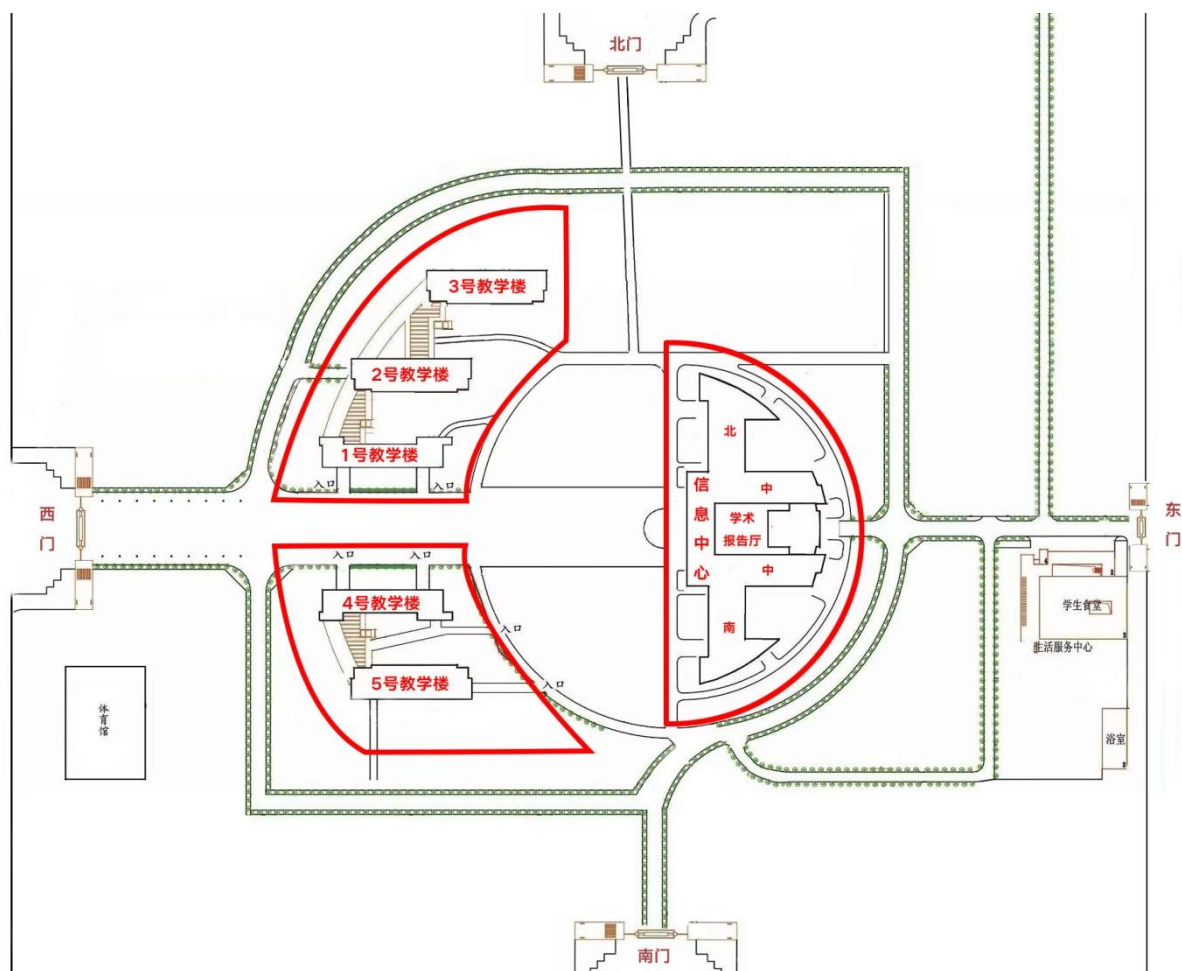 北门
3号教学楼
2号教学楼
1号教学楼
入口
西
门
入口
入口
4号教学楼
入口
5号教学楼
入口
体
育
馆
北
中
信
息
中
心
学术
报告厅
中
南
东
门
学生食堂
生活服务中心
浴室
南门